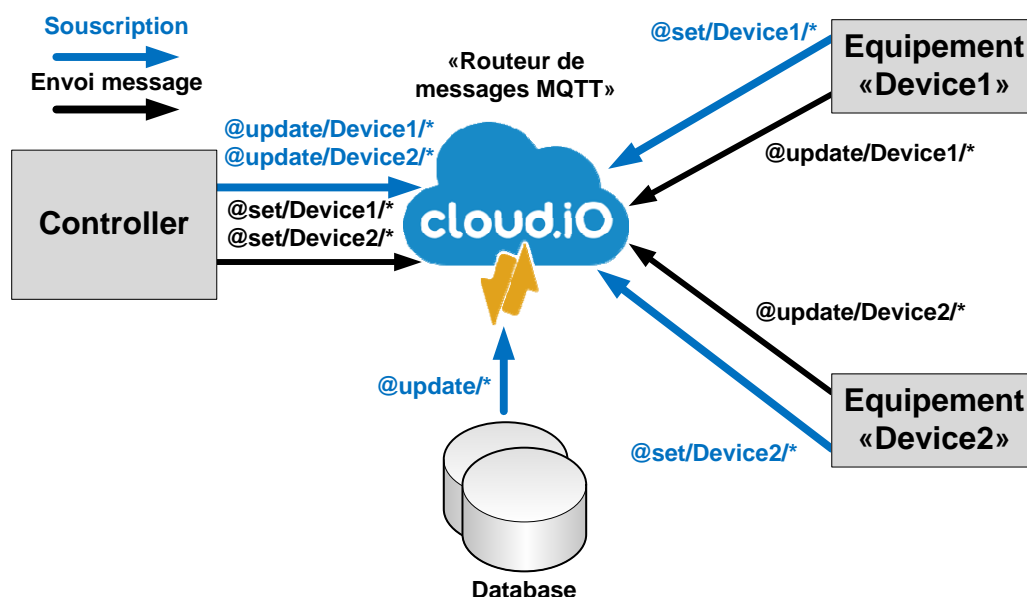 Souscription
Envoi message
«Routeur de
messages MQTT»
@update/Device1/*
@update/Device2/*
@set/Device1/*
@set/Device2/*
Controller
cloud.iO
@set/Device1/*
Equipement
«Device1»
@update/Device1/*
@update/Device2/*
@update/*
Equipement
«Device2»
@set/Device2/*
Database